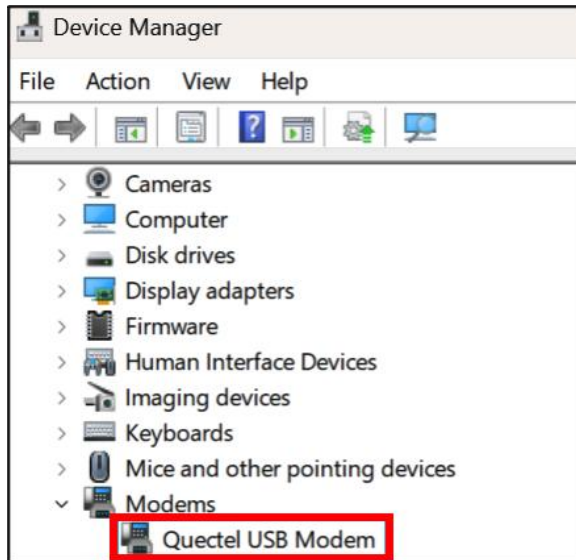 Device Manager
File Action View Help
Cameras
Computer
Disk drives
Display adapters
Firmware
Human Interface Devices
Imaging devices
Keyboards
Mice and other pointing devices
Modems
Quectel USB Modem